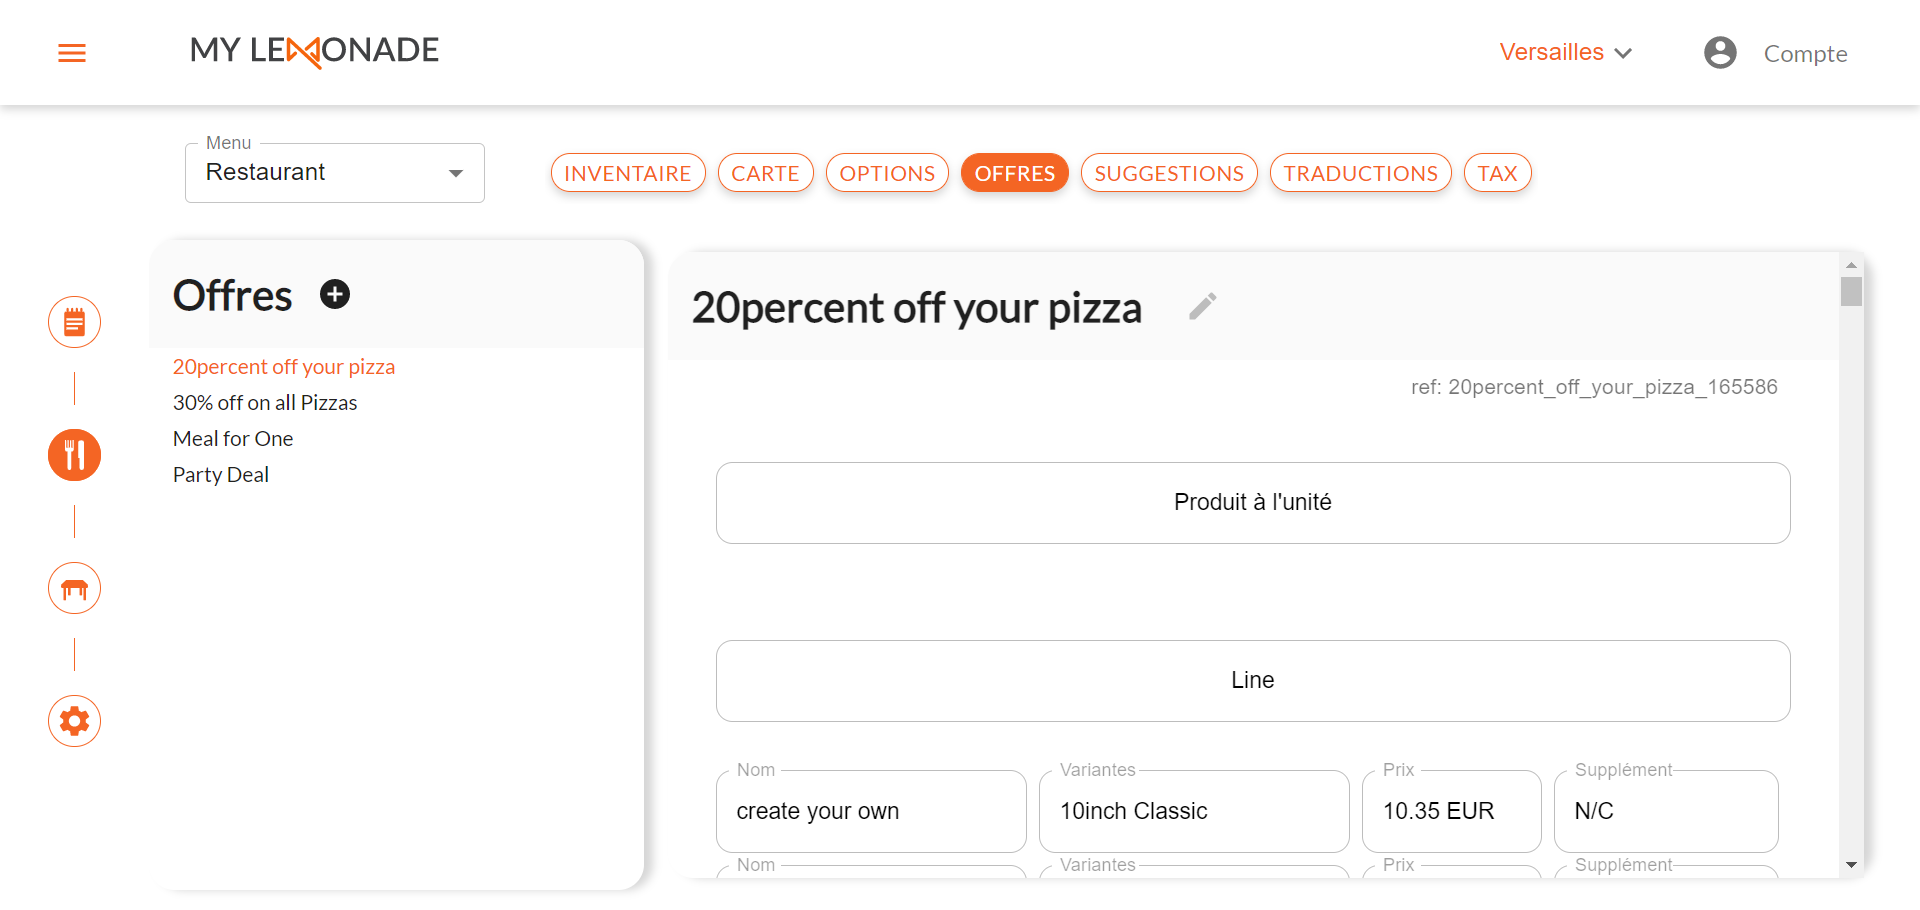 MY LEMONADE
Versailles
Compte
Menu
Restaurant
INVENTAIRE
CARTE
OPTIONS
OFFRES
SUGGESTIONS
TRADUCTIONS
TAX
Offres
20percent off your pizza
30% off on all Pizzas
Meal for One
Party Deal
20percent off your pizza
ref: 20percent_off_your_pizza_165586
Produit à l'unité
Line
Nom Variantes Prix Supplément
create your own 10inch Classic 10.35 EUR N/C
Nom Variantes Prix Supplément